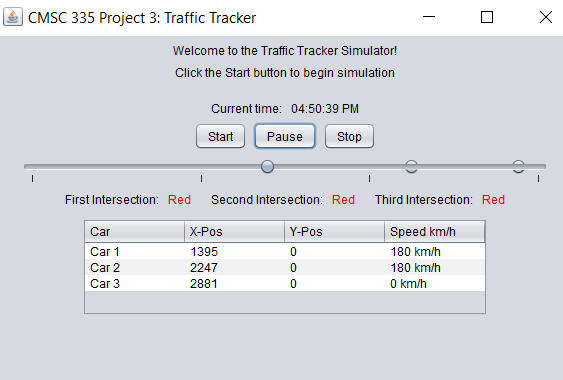 CMSC 335 Project 3: Traffic Tracker
Welcome to the Traffic Tracker Simulator!
Click the Start button to begin simulation
Current time: 04:50:39 PM
Start Pause Stop
First Intersection: Red Second Intersection: Red Third Intersection: Red
Car X-Pos Y-Pos Speed km/h
Car 1 1395 0 180 km/h
Car 2 2247 0 180 km/h
Car 3 2881 0 0 km/h